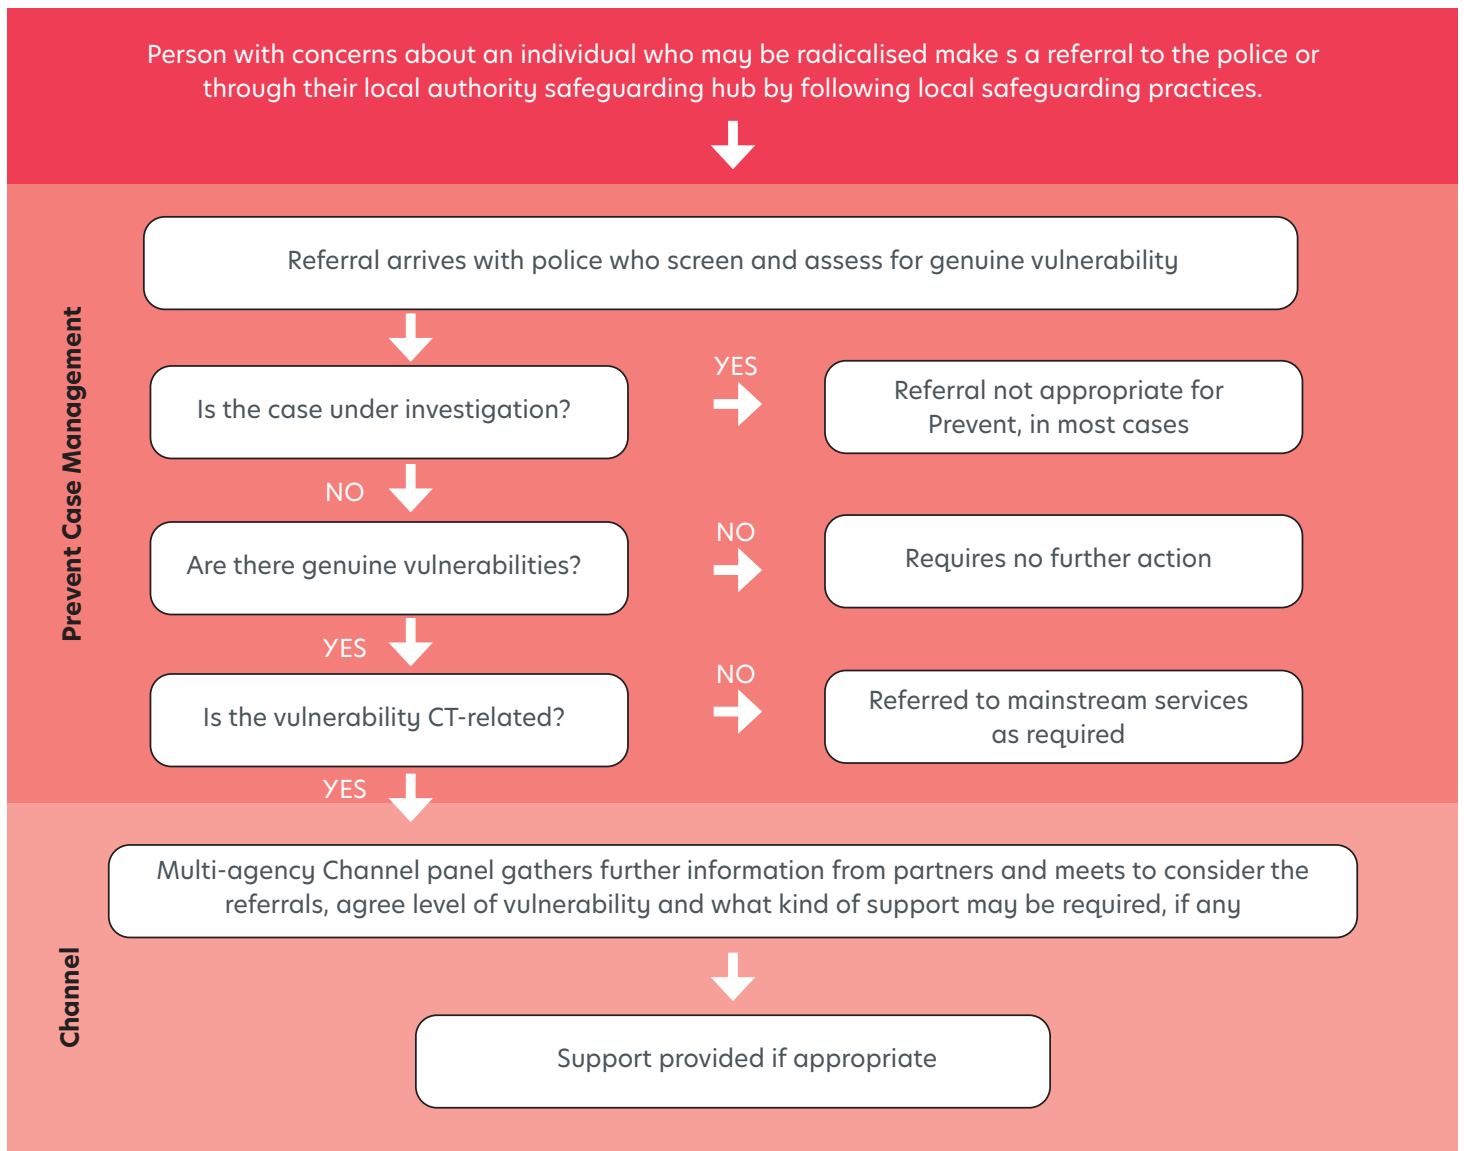 Person with concerns about an individual who may be radicalised make s a referral to the police or
through their local authority safeguarding hub by following local safeguarding practices.
Prevent Case Management
Referral arrives with police who screen and assess for genuine vulnerability
Is the case under investigation?
YES
Referral not appropriate for
Prevent, in most cases
NO
Are there genuine vulnerabilities?
NO
Requires no further action
YES
Is the vulnerability CT-related?
NO
Referred to mainstream services
as required
YES
Channel
Multi-agency Channel panel gathers further information from partners and meets to consider the
referrals, agree level of vulnerability and what kind of support may be required, if any
Support provided if appropriate